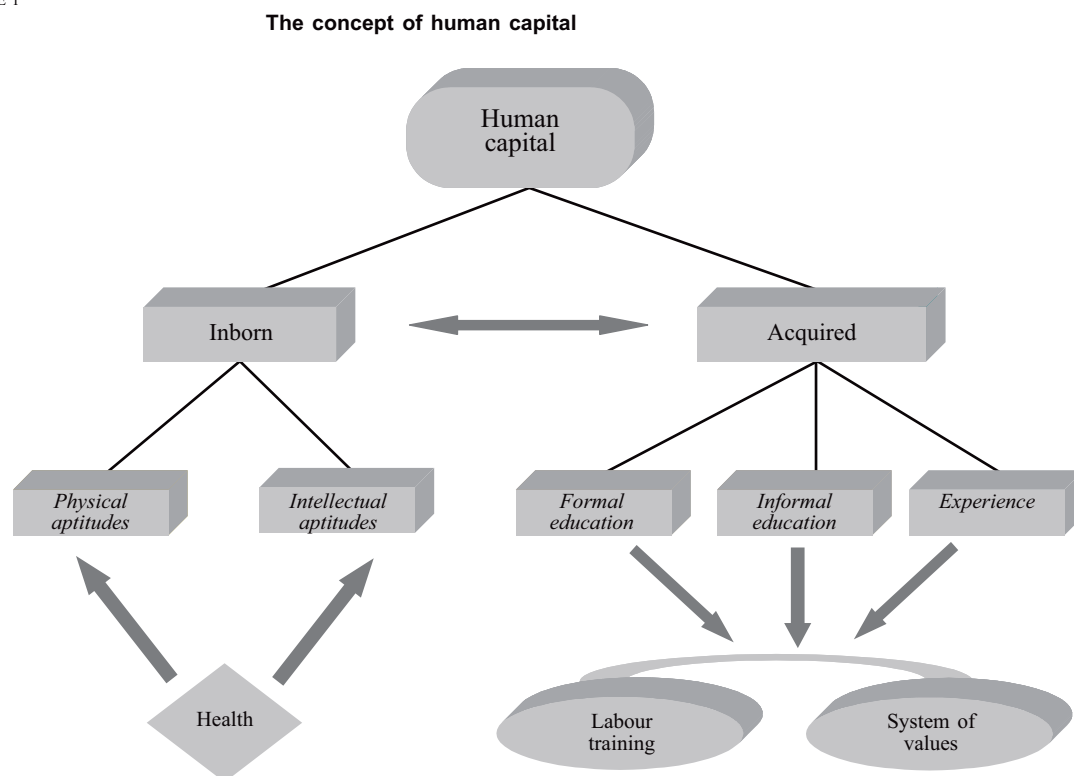 The concept of human capital
Human
capital
Inborn
Acquired
Physical
aptitudes
Intellectual
aptitudes
Formal
education
Informal
education
Experience
Health
Labour
training
System of
values